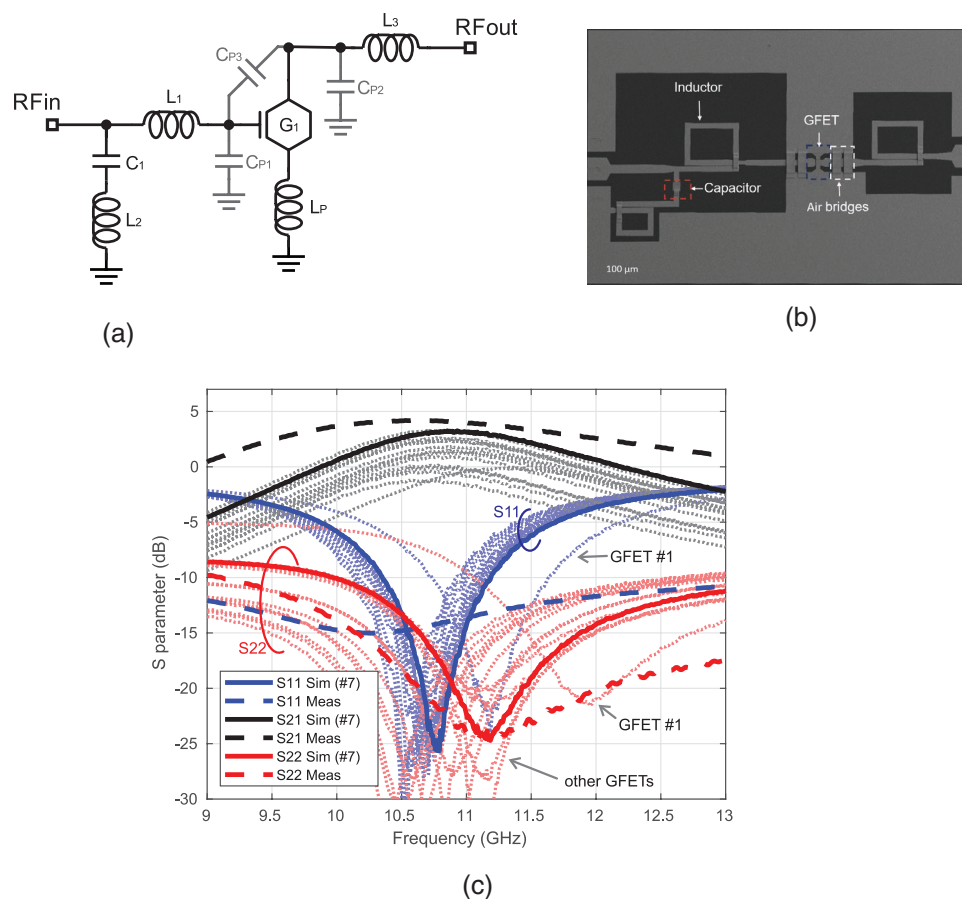 RFin
L1
C1
L2
CP3
CP1
G1
LP
CP2
L3
RFout
(a)
Inductor
GFET
Capacitor
Air bridges
100 µm
(b)
S parameter (dB)
5
0
-5
-10
-15
-20
-25
-30
S11
GFET #1
S22
GFET #1
other GFETs
S11 Sim (#7)
S11 Meas
S21 Sim (#7)
S21 Meas
S22 Sim (#7)
S22 Meas
9 9.5 10 10.5 11 11.5 12 12.5 13
Frequency (GHz)
(c)